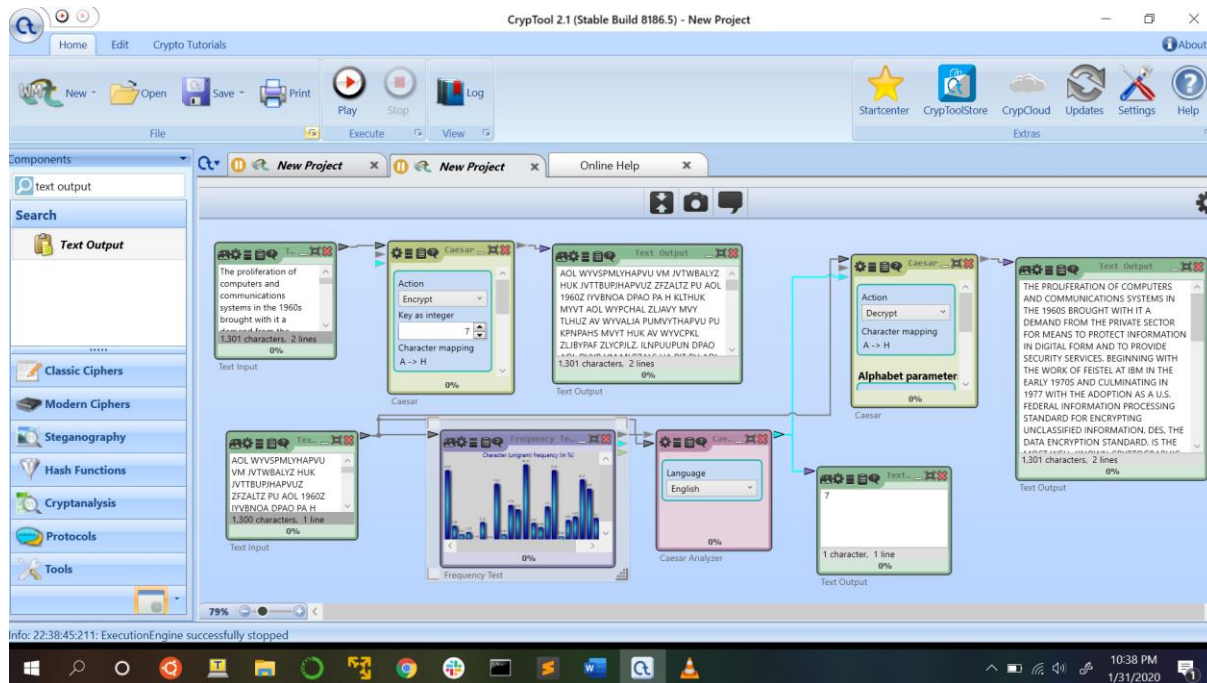 CrypTool 2.1 (Stable Build 8186.5) - New Project
Home Edit Crypto Tutorials
About
New Open Save Print
Play Stop
Log
Startcenter CrypToolStore CrypCloud Updates Settings Help
File Execute View Extras
Components
text output
Search
Text Output
Classic Ciphers
Modern Ciphers
Steganography
Hash Functions
Cryptanalysis
Protocols
Tools
New Project
New Project
Online Help
The proliferation of
computers and
communications
systems in the 1960s
brought with it a
demand from the
1,301 characters, 2 lines
0%
Text Input
Caesar
Action
Encrypt
Key as integer
7
Character mapping
A -> H
0%
Caesar
Text Output
AOL WYVSPMLYHAPVU VM JVTWBALYZ
HUK JVTTBUPJHAPVUZ ZFZALTZ PU AOL
1960Z IYVBNOA DPAO PA H KLTHUK
MYVT AOL WYPCHAL ZLJAVY MVY
TLHUZ AV WYVALJA PUMVYTHAPVU PU
KPNPAHS MVYT HUK AV WYVCPKL
ZLJBYPAF ZLYCPJLZ. ILNPUUPUN DPAO
1,301 characters, 2 lines
0%
Text Output
Caesar
Action
Decrypt
Character mapping
A -> H
Alphabet parameter
0%
Caesar
Text Output
THE PROLIFERATION OF COMPUTERS
AND COMMUNICATIONS SYSTEMS IN
THE 1960S BROUGHT WITH IT A
DEMAND FROM THE PRIVATE SECTOR
FOR MEANS TO PROTECT INFORMATION
IN DIGITAL FORM AND TO PROVIDE
SECURITY SERVICES. BEGINNING WITH
THE WORK OF FEISTEL AT IBM IN THE
EARLY 1970S AND CULMINATING IN
1977 WITH THE ADOPTION AS A U.S.
FEDERAL INFORMATION PROCESSING
STANDARD FOR ENCRYPTING
UNCLASSIFIED INFORMATION, DES, THE
DATA ENCRYPTION STANDARD, IS THE
MOST WELL-KNOWN CRYPTOGRAPHIC
1,301 characters, 2 lines
0%
Text Output
Tex...
AOL WYVSPMLYHAPVU
VM JVTWBALYZ HUK
JVTTBUPJHAPVUZ
ZFZALTZ PU AOL 1960Z
IYVBNOA DPAO PA H
1,300 characters, 1 line
0%
Text Input
Frequency Te...
Character (unigram) frequency (in %)
0%
Frequency Test
Cae...
Language
English
0%
Caesar Analyzer
Text...
7
1 character, 1 line
0%
Text Output
79%
Info: 22:38:45:211: ExecutionEngine successfully stopped
10:38 PM
1/31/2020